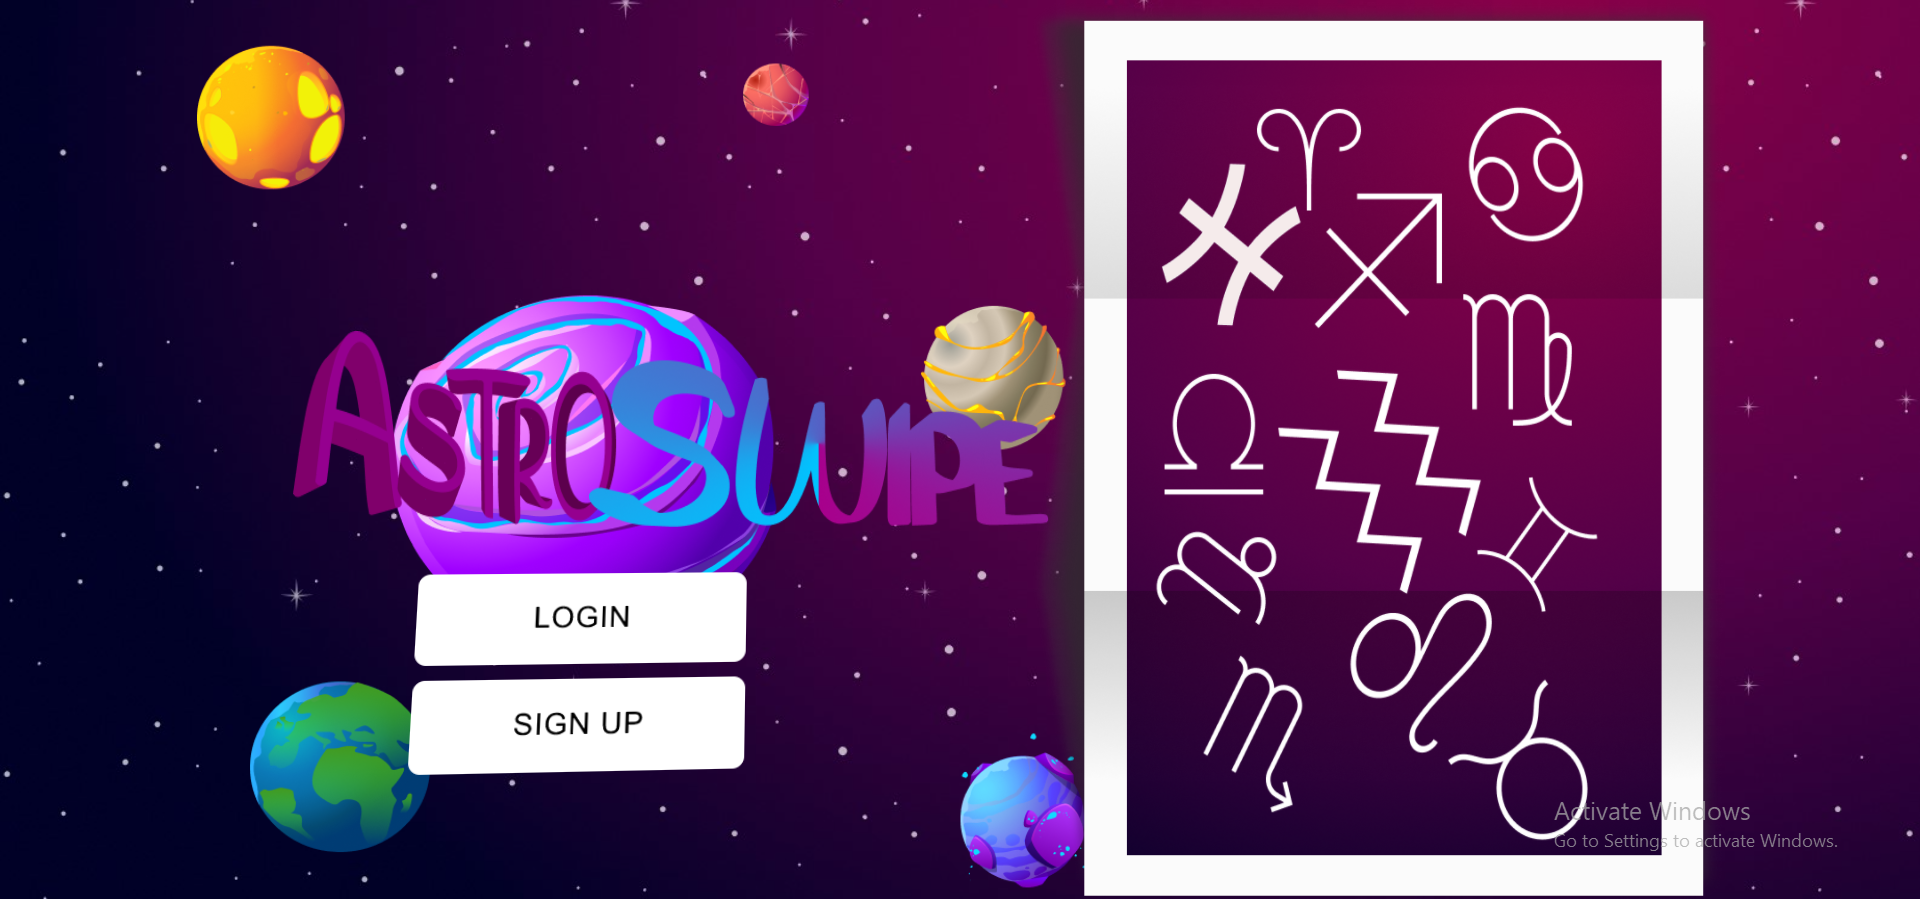 ASTROSWIPE
LOGIN
SIGN UP
Activate Windows
Go to Settings to activate Windows.